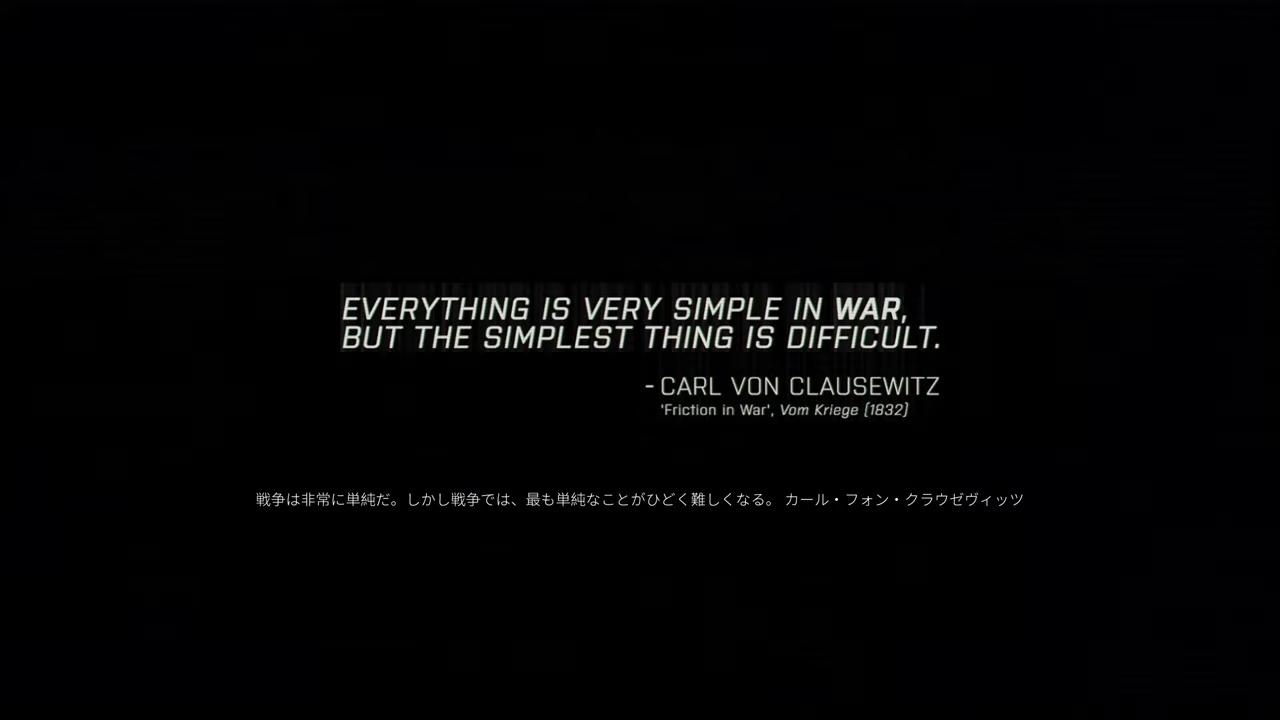 EVERYTHING IS VERY SIMPLE IN WAR,
BUT THE SIMPLEST THING IS DIFFICULT.
- CARL VON CLAUSEWITZ
'Friction in War', Vom Kriege (1832)
戦争は非常に単純だ。しかし戦争では、最も単純なことがひどく難しくなる。 カール・フォン・クラウゼヴィッツ